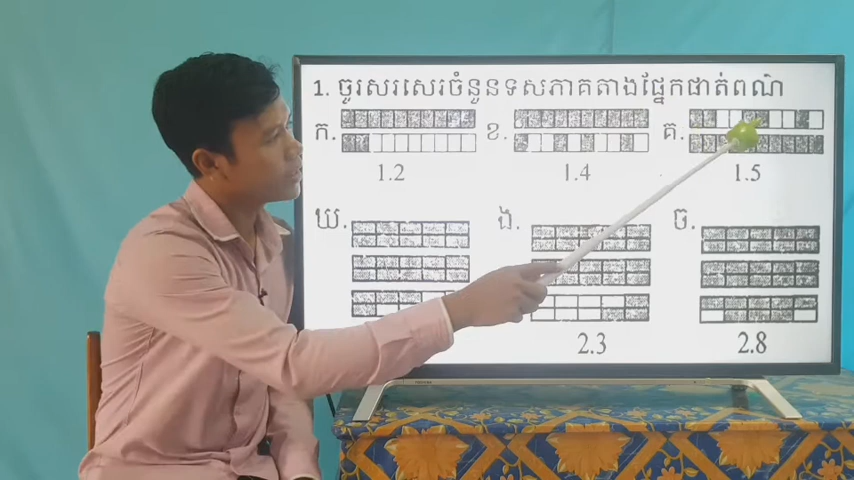 1. ចូរសរសេរចំនួនទសភាគតាងផ្នែកផាត់ពណ៌
ក. ខ. គ.
1.2 1.4 1.5
ឃ. ង. ច.
2.3 2.8